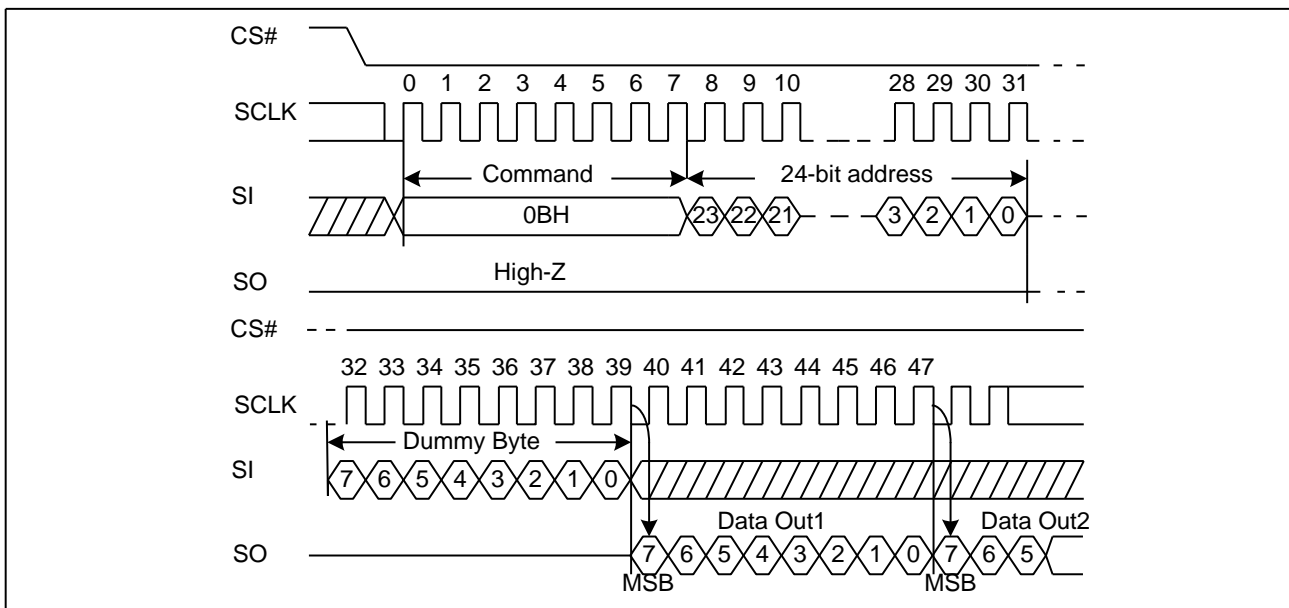 CS#
0 1 2 3 4 5 6 7 8 9 10 28 29 30 31
SCLK
Command 24-bit address
SI
0BH 23 22 21 3 2 1 0
High-Z
SO
CS#
32 33 34 35 36 37 38 39 40 41 42 43 44 45 46 47
SCLK
Dummy Byte
SI
7 6 5 4 3 2 1 0
Data Out1 Data Out2
SO
7 6 5 4 3 2 1 0 7 6 5
MSB MSB